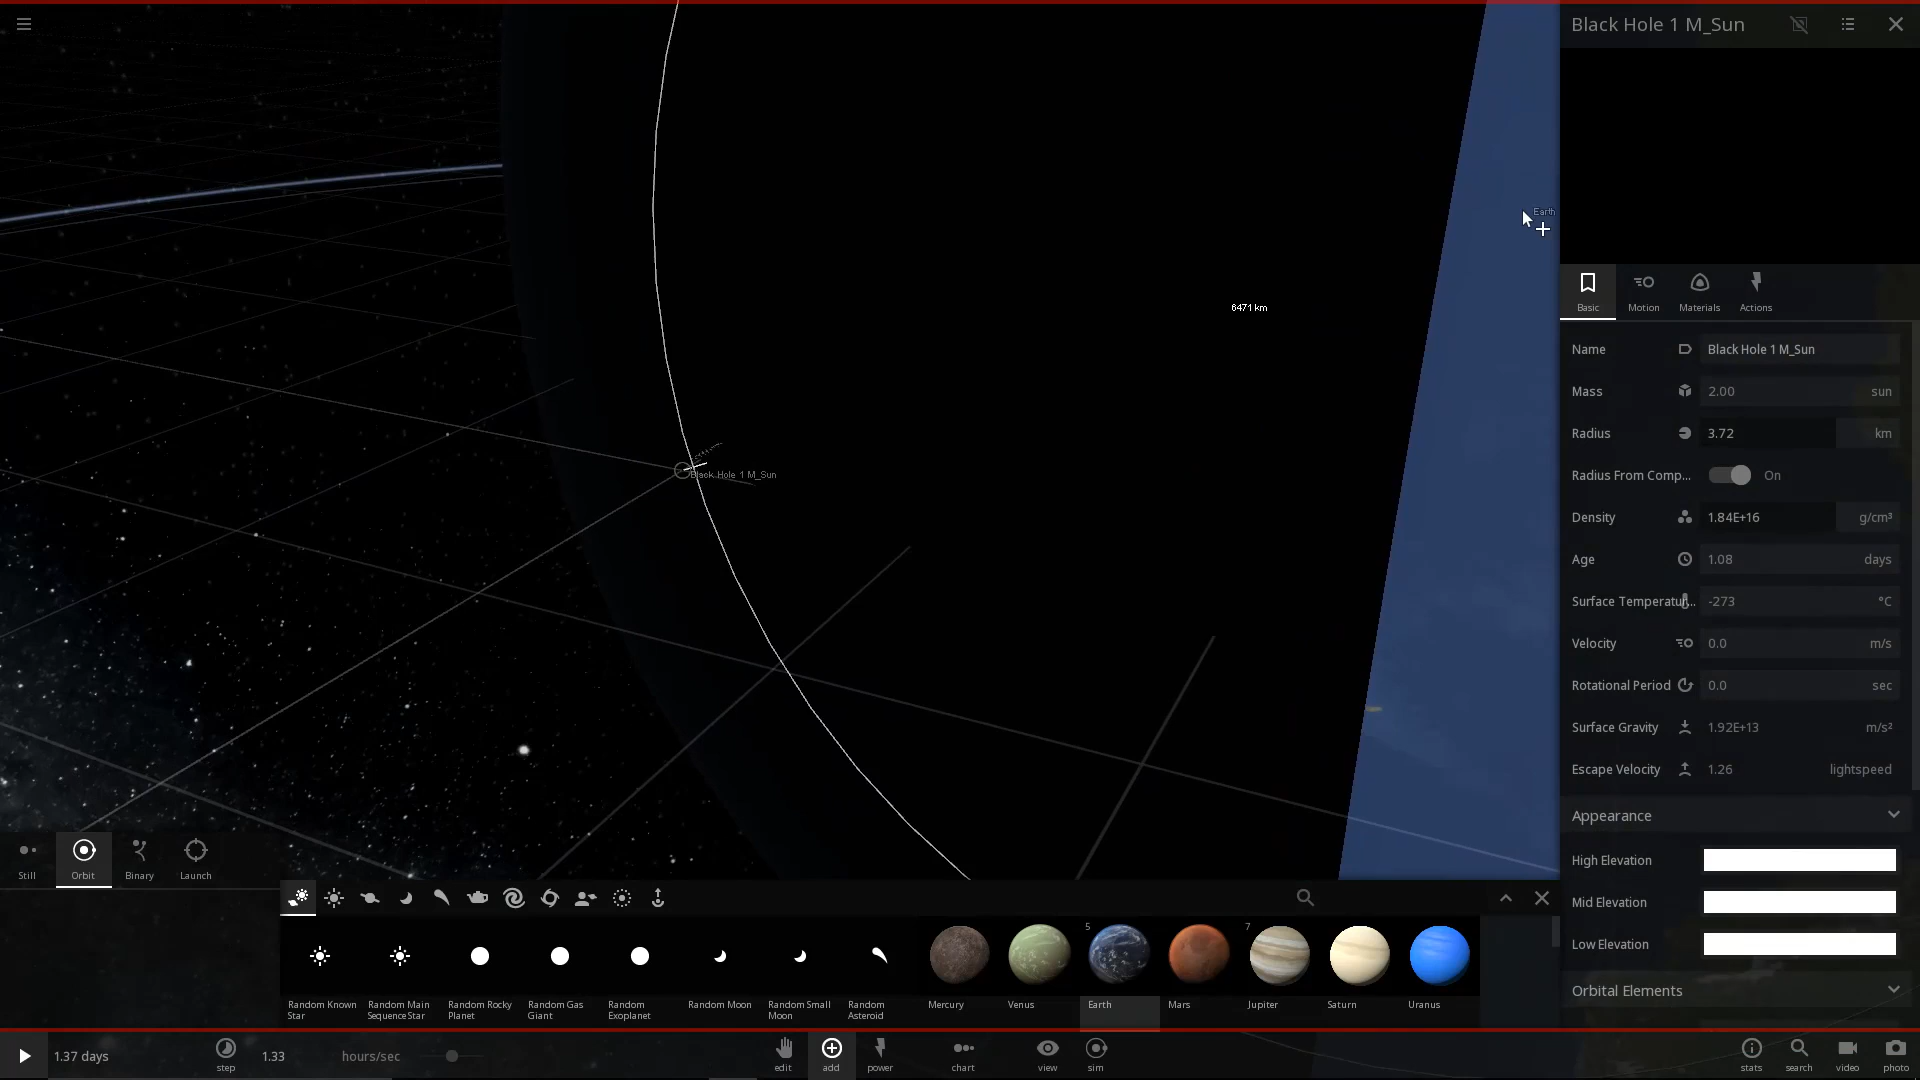 Black Hole 1 M_Sun
Earth
6471 km
Black Hole 1 M_Sun
Basic
Motion
Materials
Actions
Name Black Hole 1 M_Sun
Mass 2.00 sun
Radius 3.72 km
Radius From Comp... On
Density 1.84E+16 g/cm³
Age 1.08 days
Surface Temperatur... -273 °C
Velocity 0.0 m/s
Rotational Period 0.0 sec
Surface Gravity 1.92E+13 m/s²
Escape Velocity 1.26 lightspeed
Appearance
High Elevation
Mid Elevation
Low Elevation
Orbital Elements
Still
Orbit
Binary
Launch
5
7
Random Known
Star
Random Main
Sequence Star
Random Rocky
Planet
Random Gas
Giant
Random
Exoplanet
Random Moon
Random Small
Moon
Random
Asteroid
Mercury
Venus
Earth
Mars
Jupiter
Saturn
Uranus
1.37 days
step
1.33 hours/sec
edit
add
power
chart
view
sim
stats
search
video
photo